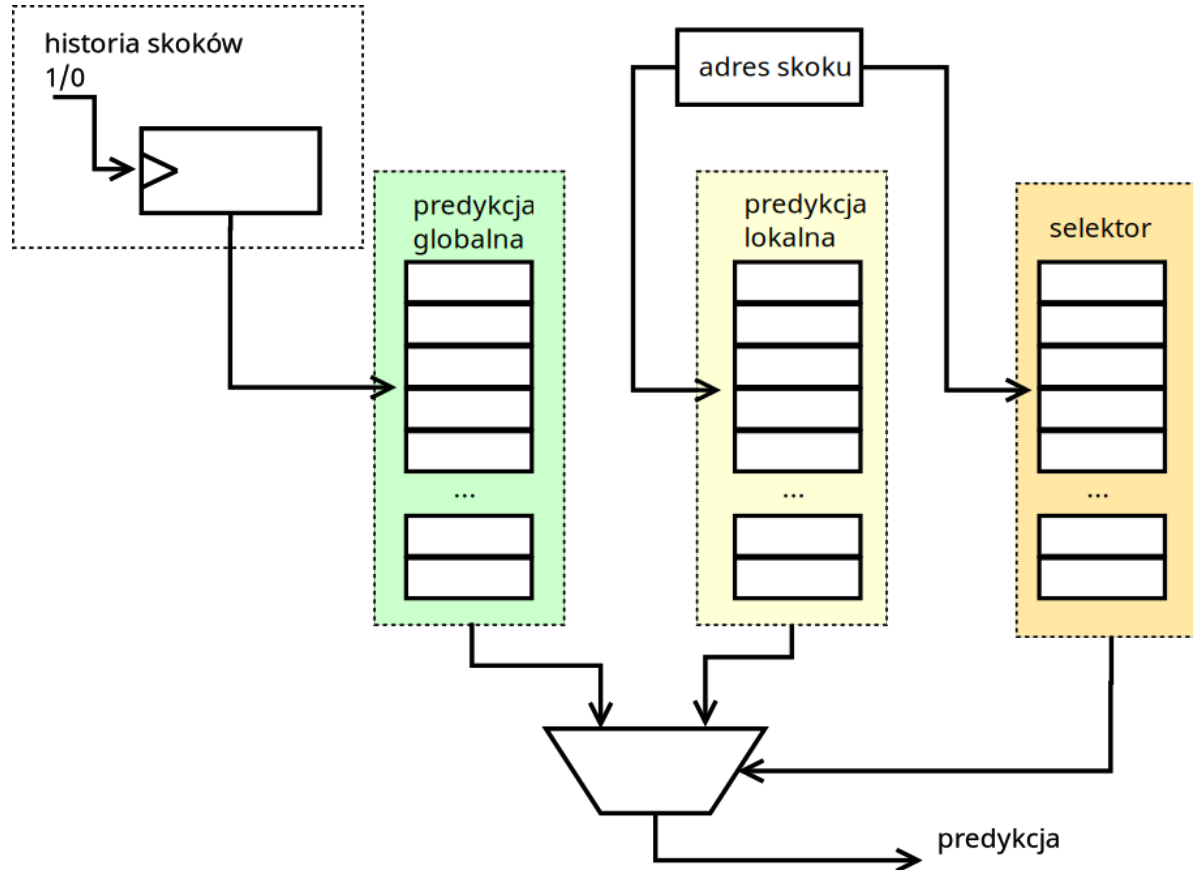 historia skoków
1/0
adres skoku
predykcja
globalna
predykcja
lokalna
selektor
...
...
...
predykcja